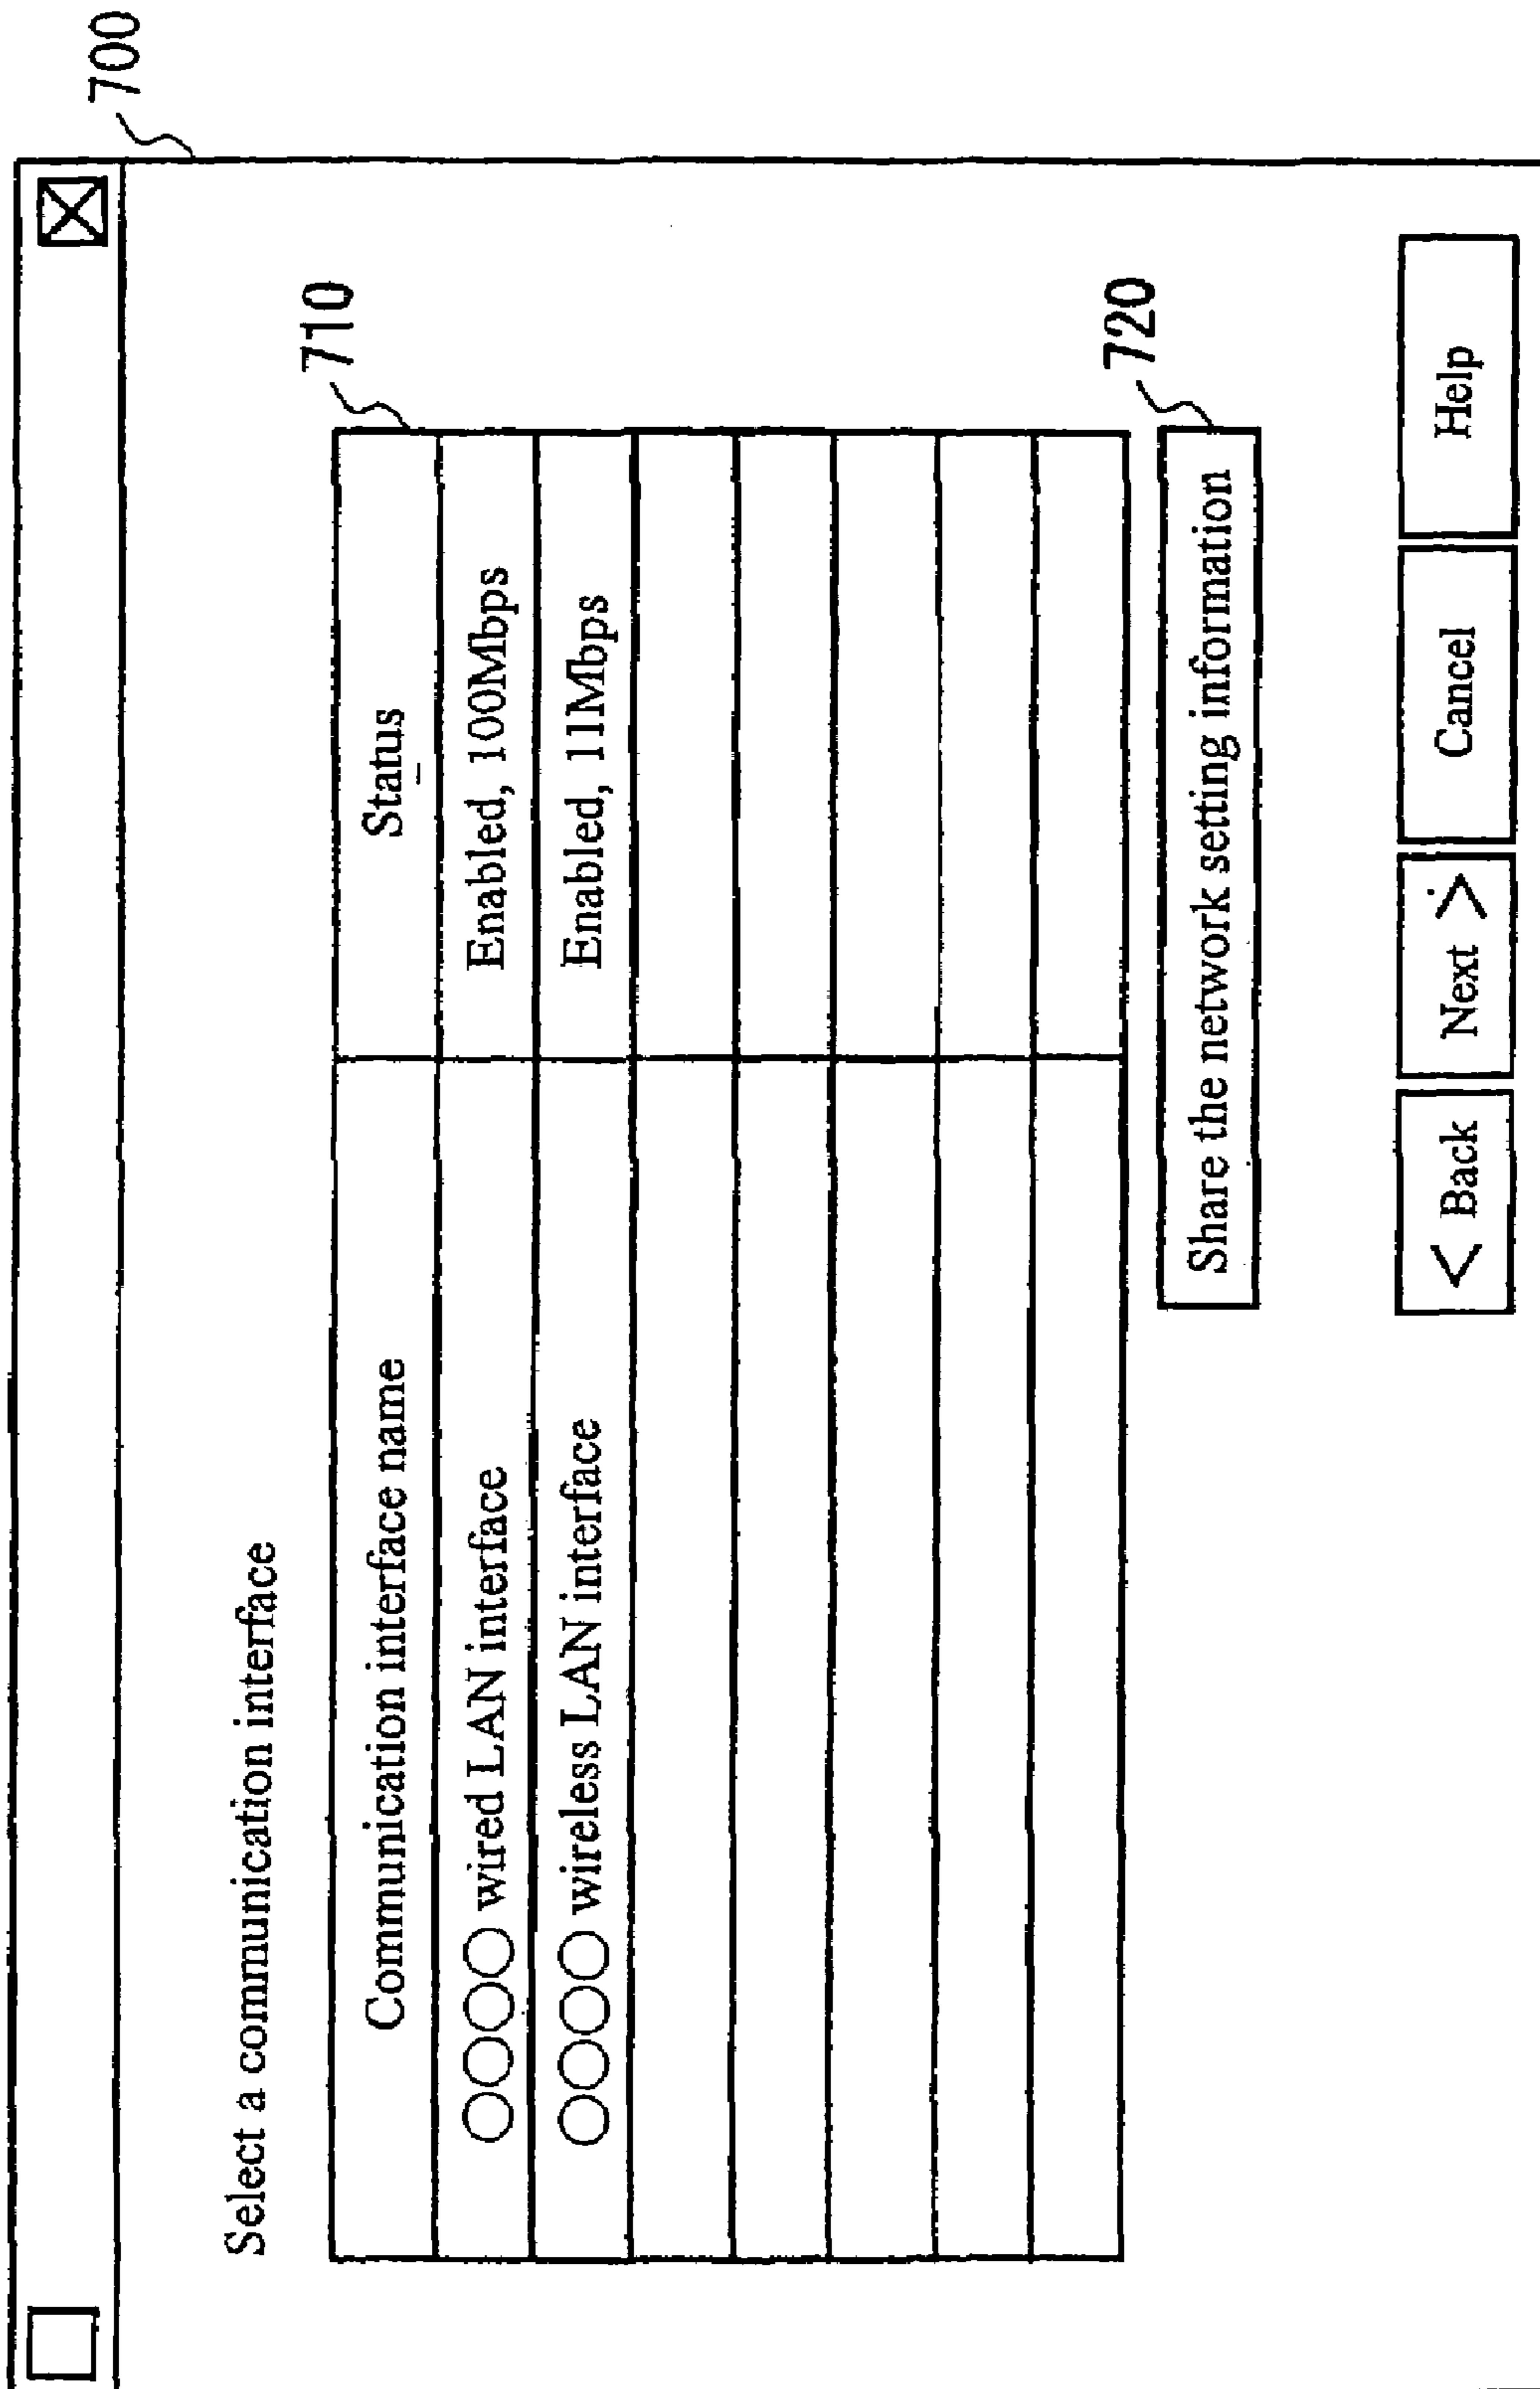 700
Select a communication interface
710
Communication interface name Status
○○○○ wired LAN interface Enabled, 100Mbps
○○○○ wireless LAN interface Enabled, 11Mbps
720
Share the network setting information
< Back Next > Cancel Help